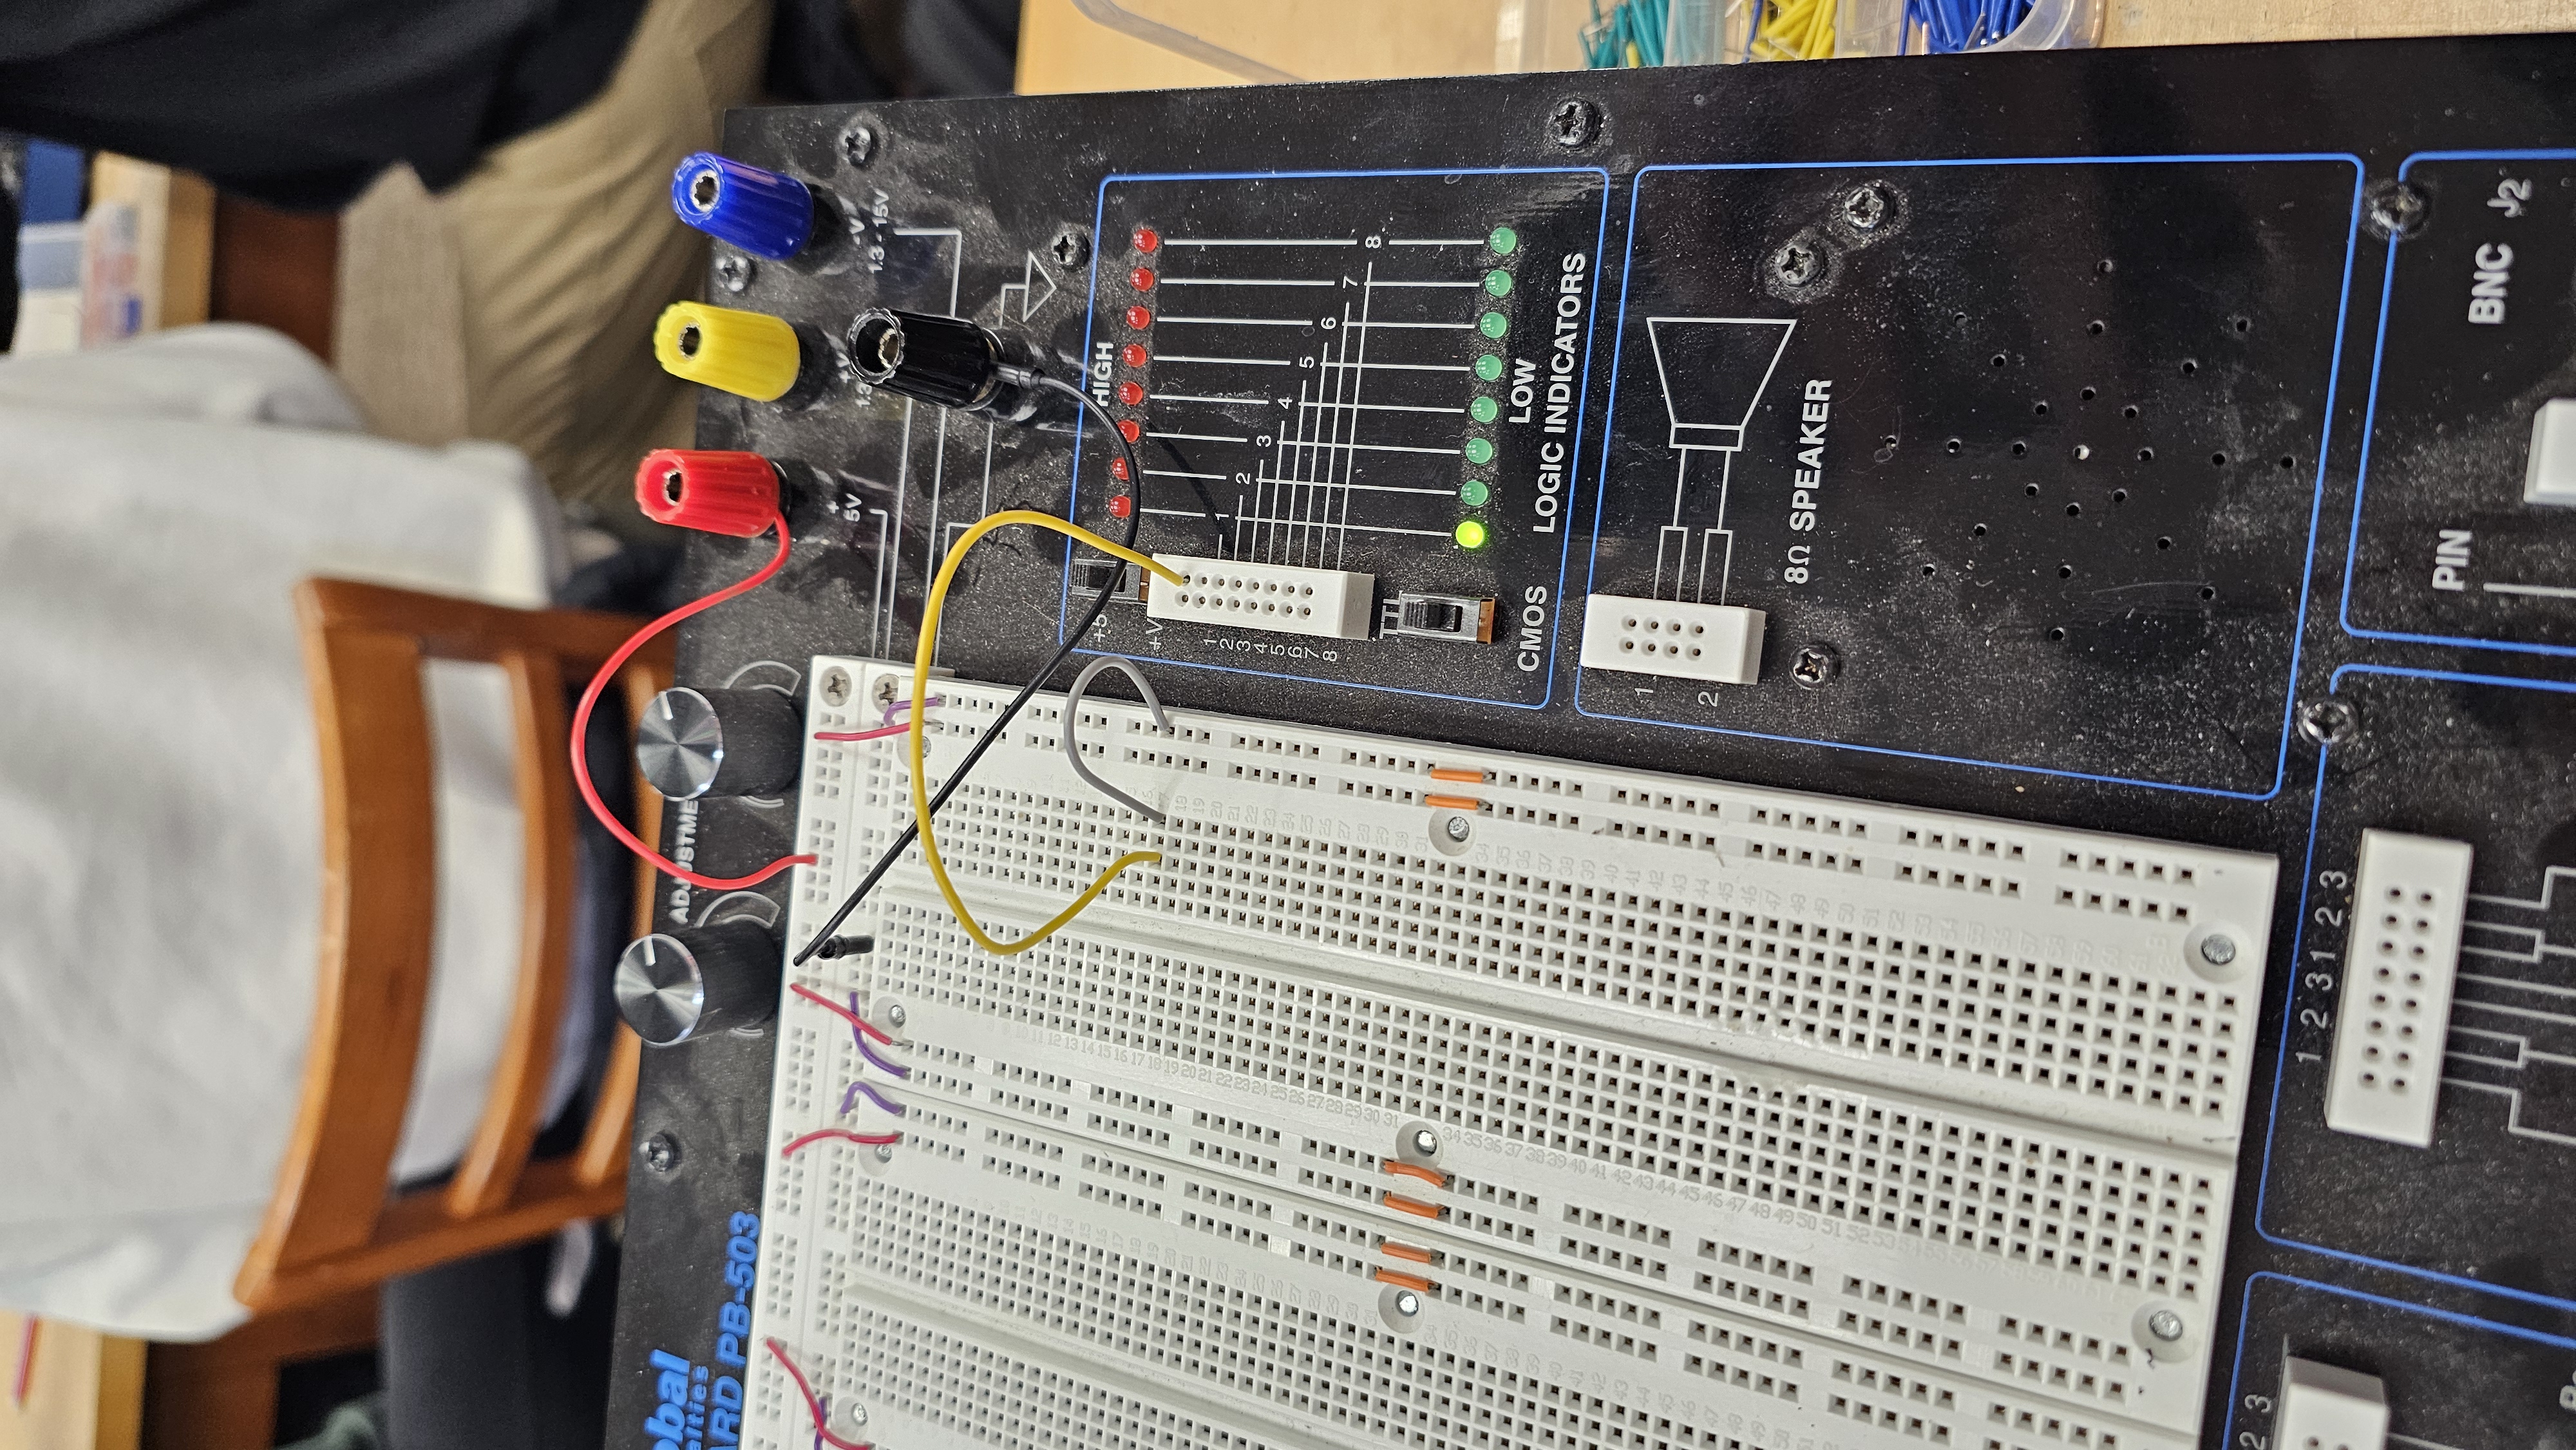 obal
alties
ARD PB-503
ADJUSTME
+
5V
+V
1.3
-V
1.3 - 15V
+5
+V
HIGH
1
2
3
4
5
6
7
8
1
2
3
4
5
6
7
8
TTL
CMOS
LOW
LOGIC INDICATORS
1
2
8Ω SPEAKER
2 3
1 2 3 1 2 3
PIN
BNC J2